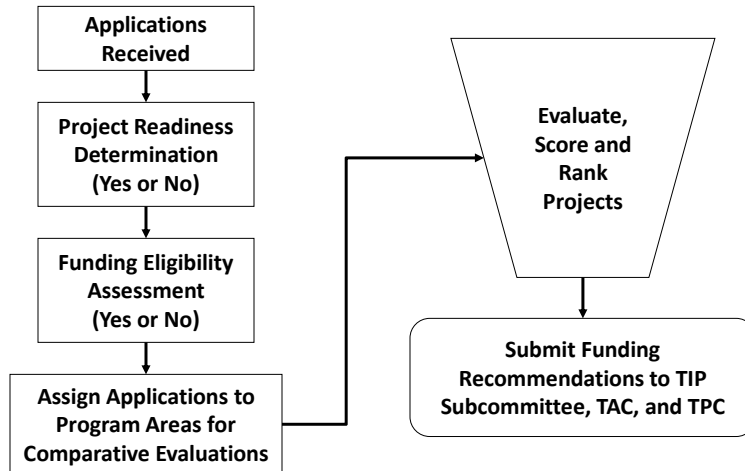 Applications
Received
Project Readiness
Determination
(Yes or No)
Funding Eligibility
Assessment
(Yes or No)
Assign Applications to
Program Areas for
Comparative Evaluations
Evaluate,
Score and
Rank
Projects
Submit Funding
Recommendations to TIP
Subcommittee, TAC, and TPC